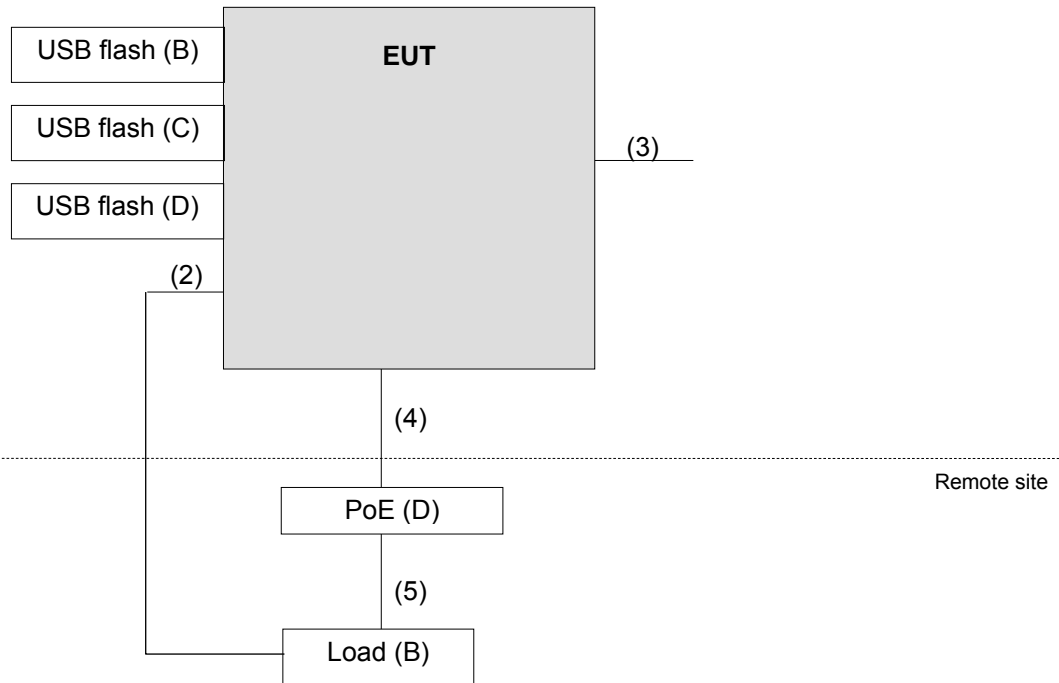 USB flash (B)
EUT
USB flash (C)
(3)
USB flash (D)
(2)
(4)
Remote site
PoE (D)
(5)
Load (B)